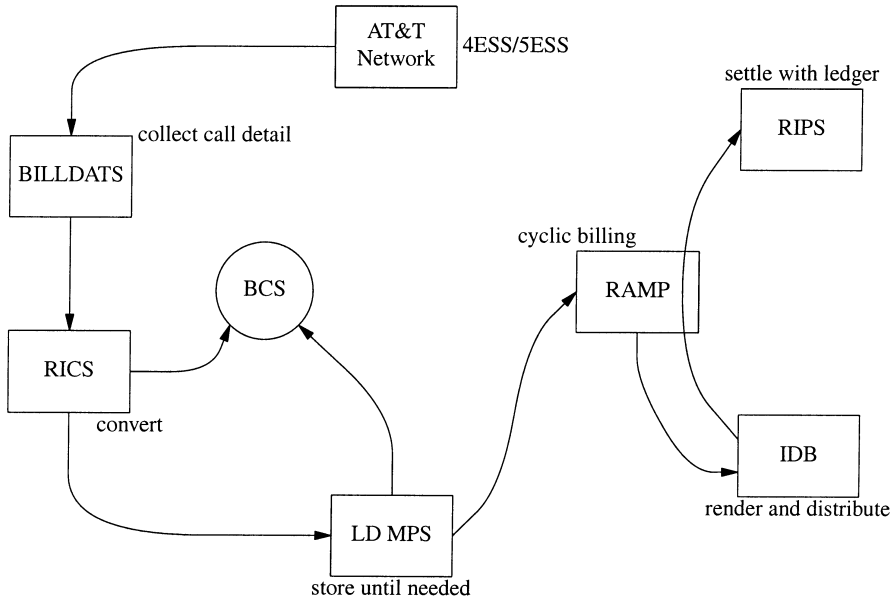 AT&T
Network
4ESS/5ESS
settle with ledger
RIPS
collect call detail
BILLDATS
cyclic billing
RAMP
BCS
RICS
convert
IDB
render and distribute
LD MPS
store until needed